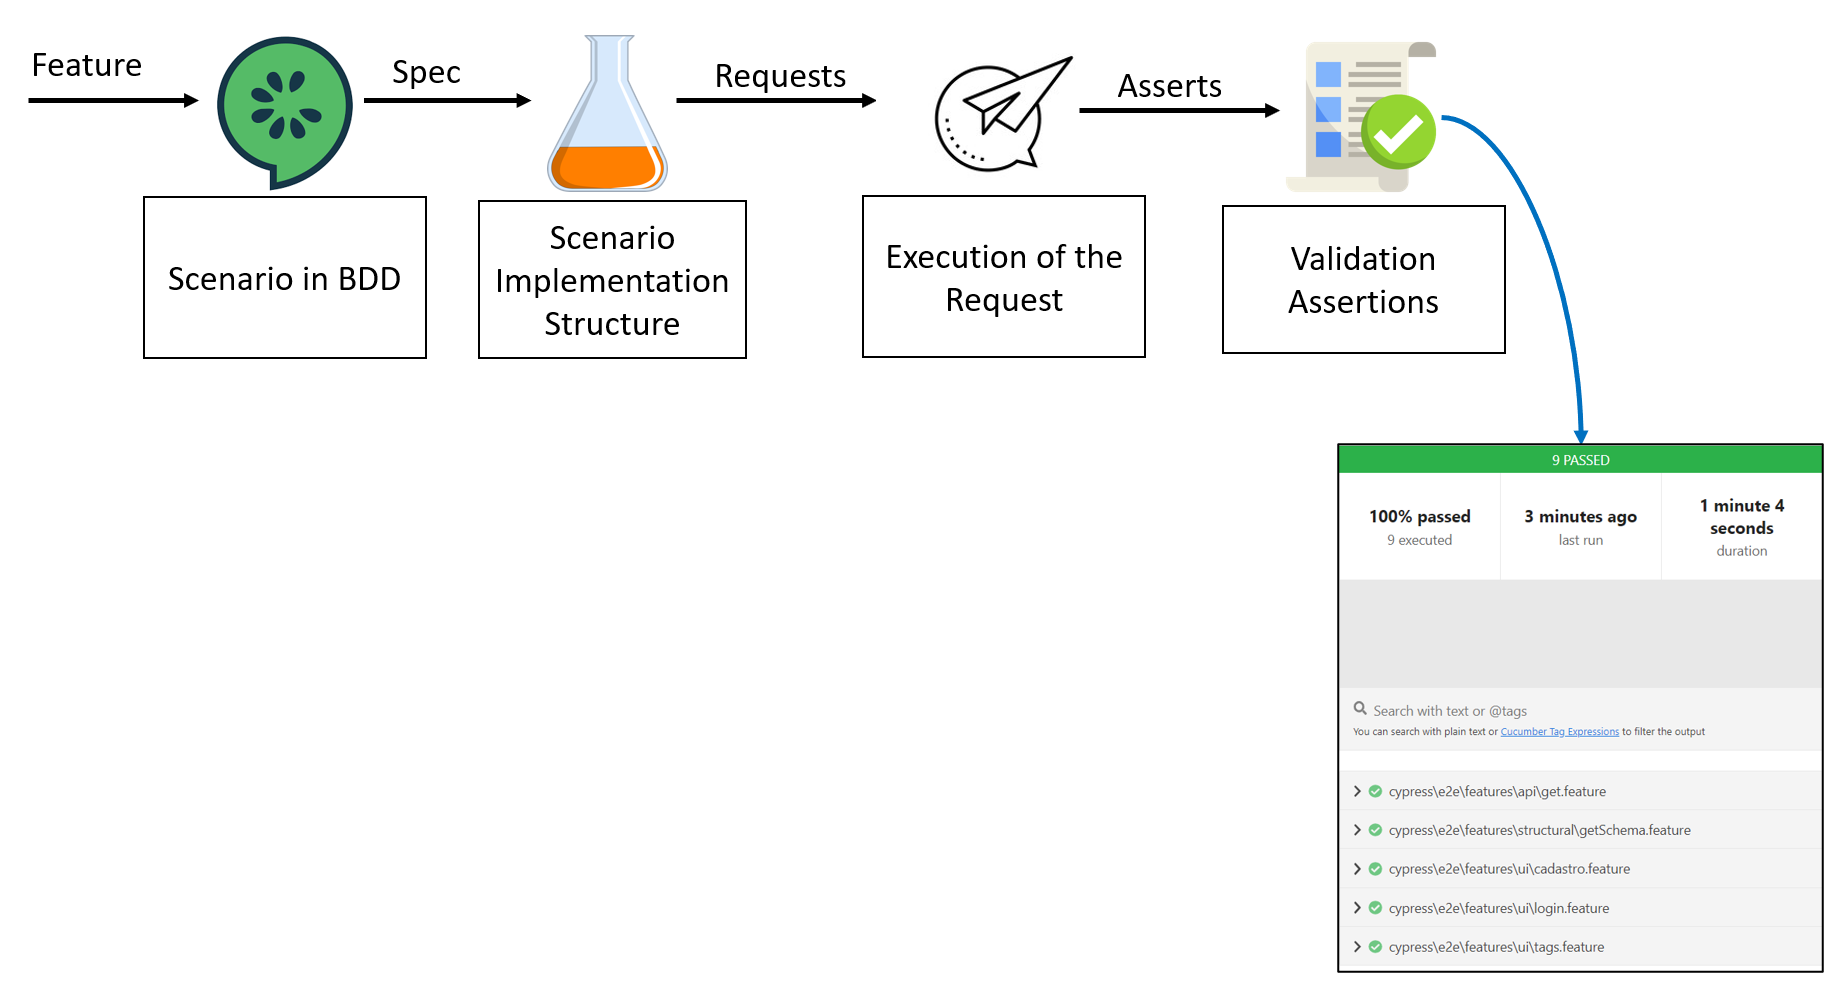 Feature
Spec
Requests
Asserts
Scenario in BDD
Scenario
Implementation
Structure
Execution of the
Request
Validation
Assertions
9 PASSED
100% passed
9 executed
3 minutes ago
last run
1 minute 4
seconds
duration
Search with text or @tags
You can search with plain text or Cucumber Tag Expressions to filter the output
cypress\e2e\features\api\get.feature
cypress\e2e\features\structural\getSchema.feature
cypress\e2e\features\ui\cadastro.feature
cypress\e2e\features\ui\login.feature
cypress\e2e\features\ui\tags.feature